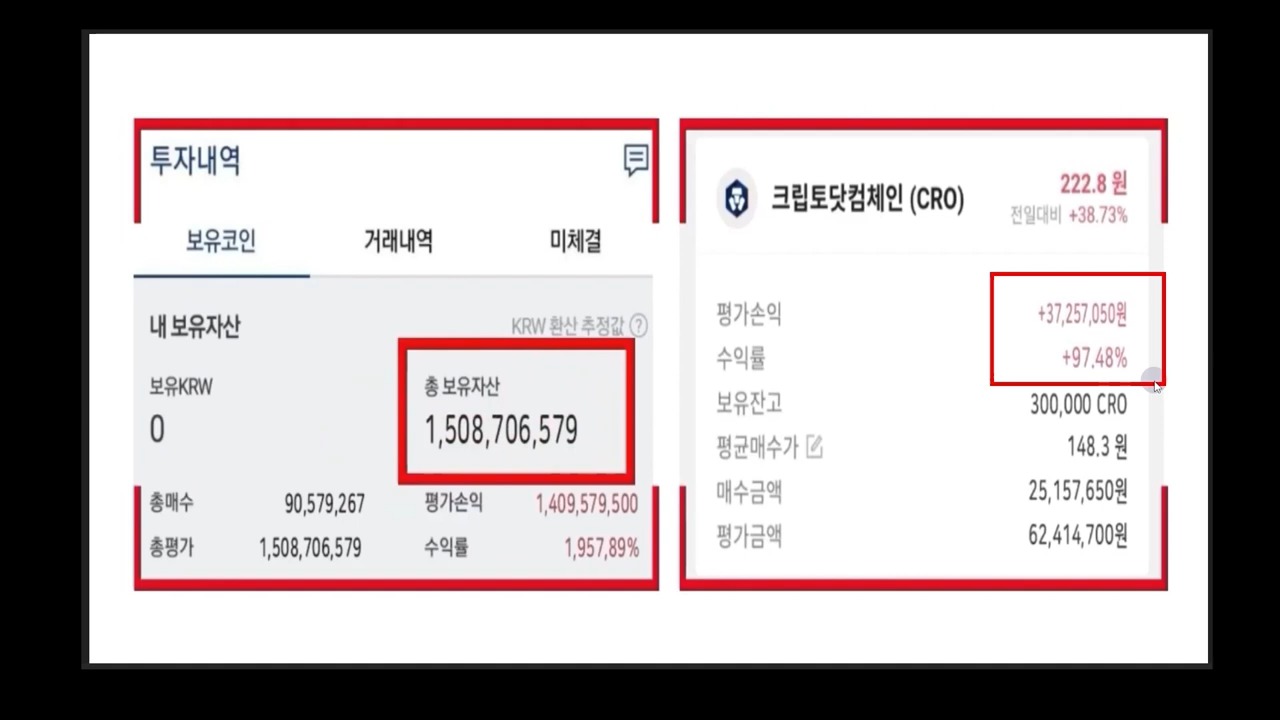 투자내역
보유코인 거래내역 미체결
내 보유자산 KRW 환산 추정값 ?
보유KRW 총 보유자산
0 1,508,706,579
총매수 90,579,267 평가손익 1,409,579,500
총평가 1,508,706,579 수익률 1,957,89%
크립토닷컴체인 (CRO) 222.8 원
전일대비 +38.73%
평가손익 +37,257,050원
수익률 +97.48%
보유잔고 300,000 CRO
평균매수가 148.3 원
매수금액 25,157,650원
평가금액 62,414,700원